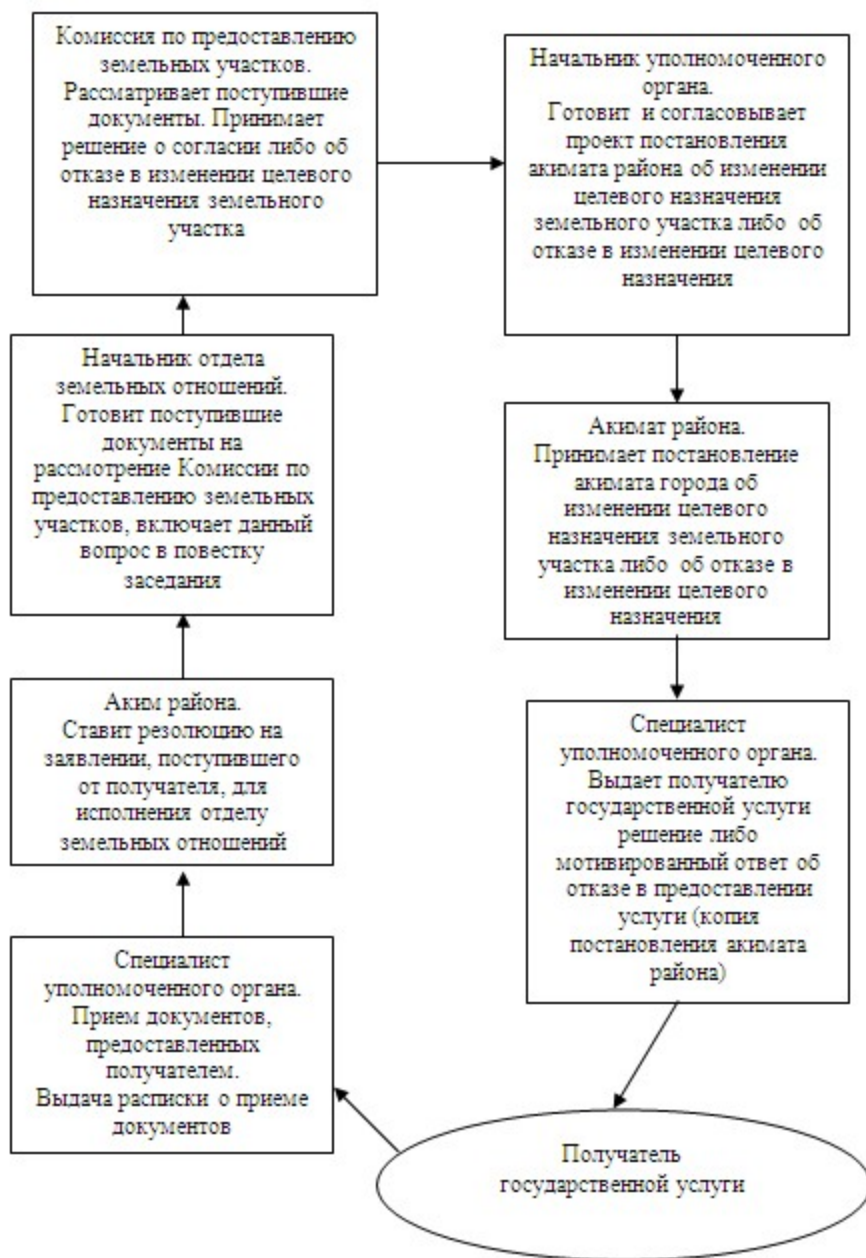 Комиссия по предоставлению
земельных участков.
Рассматривает поступившие
документы. Принимает
решение о согласии либо об
отказе в изменении целевого
назначения земельного
участка
Начальник уполномоченного
органа.
Готовит и согласовывает
проект постановления
акимата района об изменении
целевого назначения
земельного участка либо об
отказе в изменении целевого
назначения
Начальник отдела
земельных отношений.
Готовит поступившие
документы на
рассмотрение Комиссии по
предоставлению земельных
участков, включает данный
вопрос в повестку
заседания
Акимат района.
Принимает постановление
акимата города об
изменении целевого
назначения земельного
участка либо об отказе в
изменении целевого
назначения
Аким района.
Ставит резолюцию на
заявлении, поступившего
от получателя, для
исполнения отделу
земельных отношений
Специалист
уполномоченного органа.
Выдает получателю
государственной услуги
решение либо
мотивированный ответ об
отказе в предоставлении
услуги (копия
постановления акимата
района)
Специалист
уполномоченного органа.
Прием документов,
предоставленных
получателем.
Выдача расписки о приеме
документов
Получатель
государственной услуги